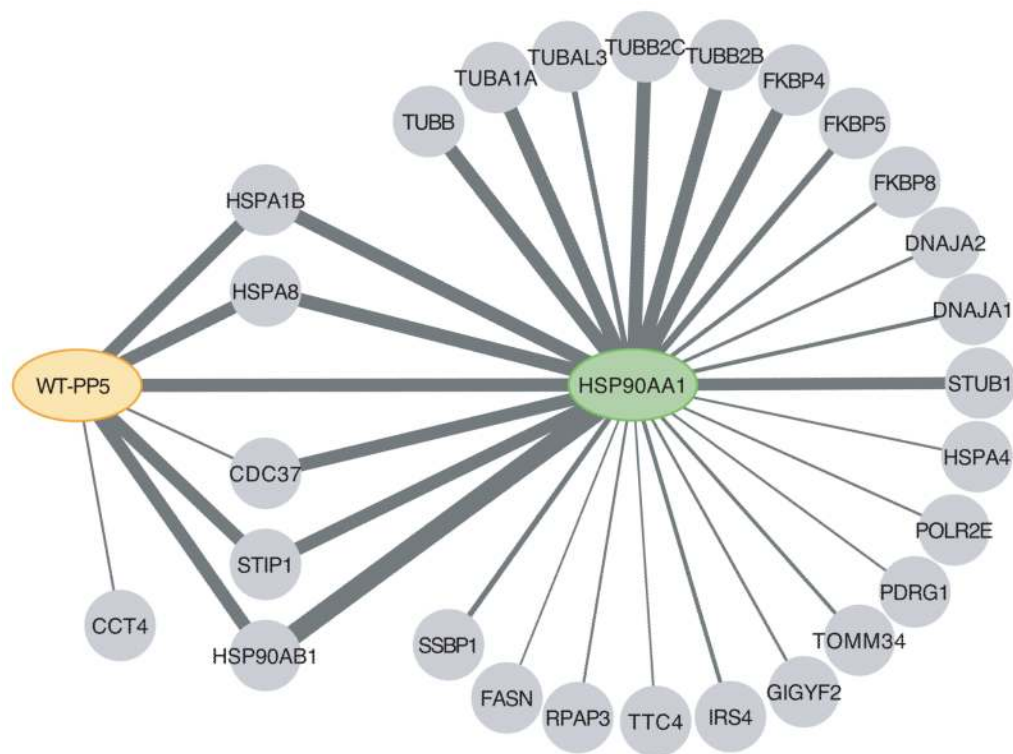 TUBB
TUBA1A
TUBAL3
TUBB2C
TUBB2B
FKBP4
FKBP5
FKBP8
DNAJA2
DNAJA1
STUB1
HSPA4
POLR2E
PDRG1
TOMM34
GIGYF2
IRS4
TTC4
RPAP3
FASN
SSBP1
HSP90AA1
HSPA1B
HSPA8
WT-PP5
CDC37
STIP1
HSP90AB1
CCT4